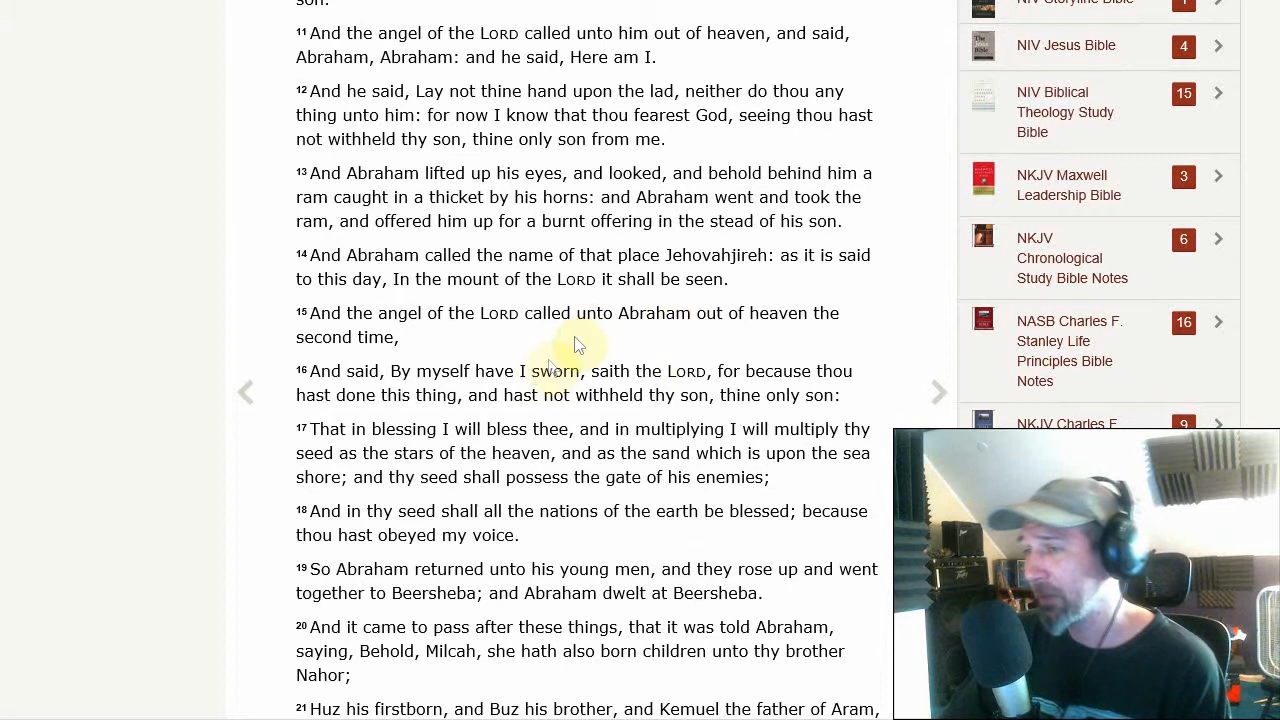 son.
11 And the angel of the LORD called unto him out of heaven, and said,
Abraham, Abraham: and he said, Here am I.
12 And he said, Lay not thine hand upon the lad, neither do thou any
thing unto him: for now I know that thou fearest God, seeing thou hast
not withheld thy son, thine only son from me.
13 And Abraham lifted up his eyes, and looked, and behold behind him a
ram caught in a thicket by his horns: and Abraham went and took the
ram, and offered him up for a burnt offering in the stead of his son.
14 And Abraham called the name of that place Jehovahjireh: as it is said
to this day, In the mount of the LORD it shall be seen.
15 And the angel of the LORD called unto Abraham out of heaven the
second time,
16 And said, By myself have I sworn, saith the LORD, for because thou
hast done this thing, and hast not withheld thy son, thine only son:
17 That in blessing I will bless thee, and in multiplying I will multiply thy
seed as the stars of the heaven, and as the sand which is upon the sea
shore; and thy seed shall possess the gate of his enemies;
18 And in thy seed shall all the nations of the earth be blessed; because
thou hast obeyed my voice.
19 So Abraham returned unto his young men, and they rose up and went
together to Beersheba; and Abraham dwelt at Beersheba.
20 And it came to pass after these things, that it was told Abraham,
saying, Behold, Milcah, she hath also born children unto thy brother
Nahor;
21 Huz his firstborn, and Buz his brother, and Kemuel the father of Aram,
NIV Storyline Bible 1
NIV Jesus Bible 4
NIV Biblical 15
Theology Study
Bible
NKJV Maxwell 3
Leadership Bible
NKJV 6
Chronological
Study Bible Notes
NASB Charles F. 16
Stanley Life
Principles Bible
Notes
NKJV Charles F. 9